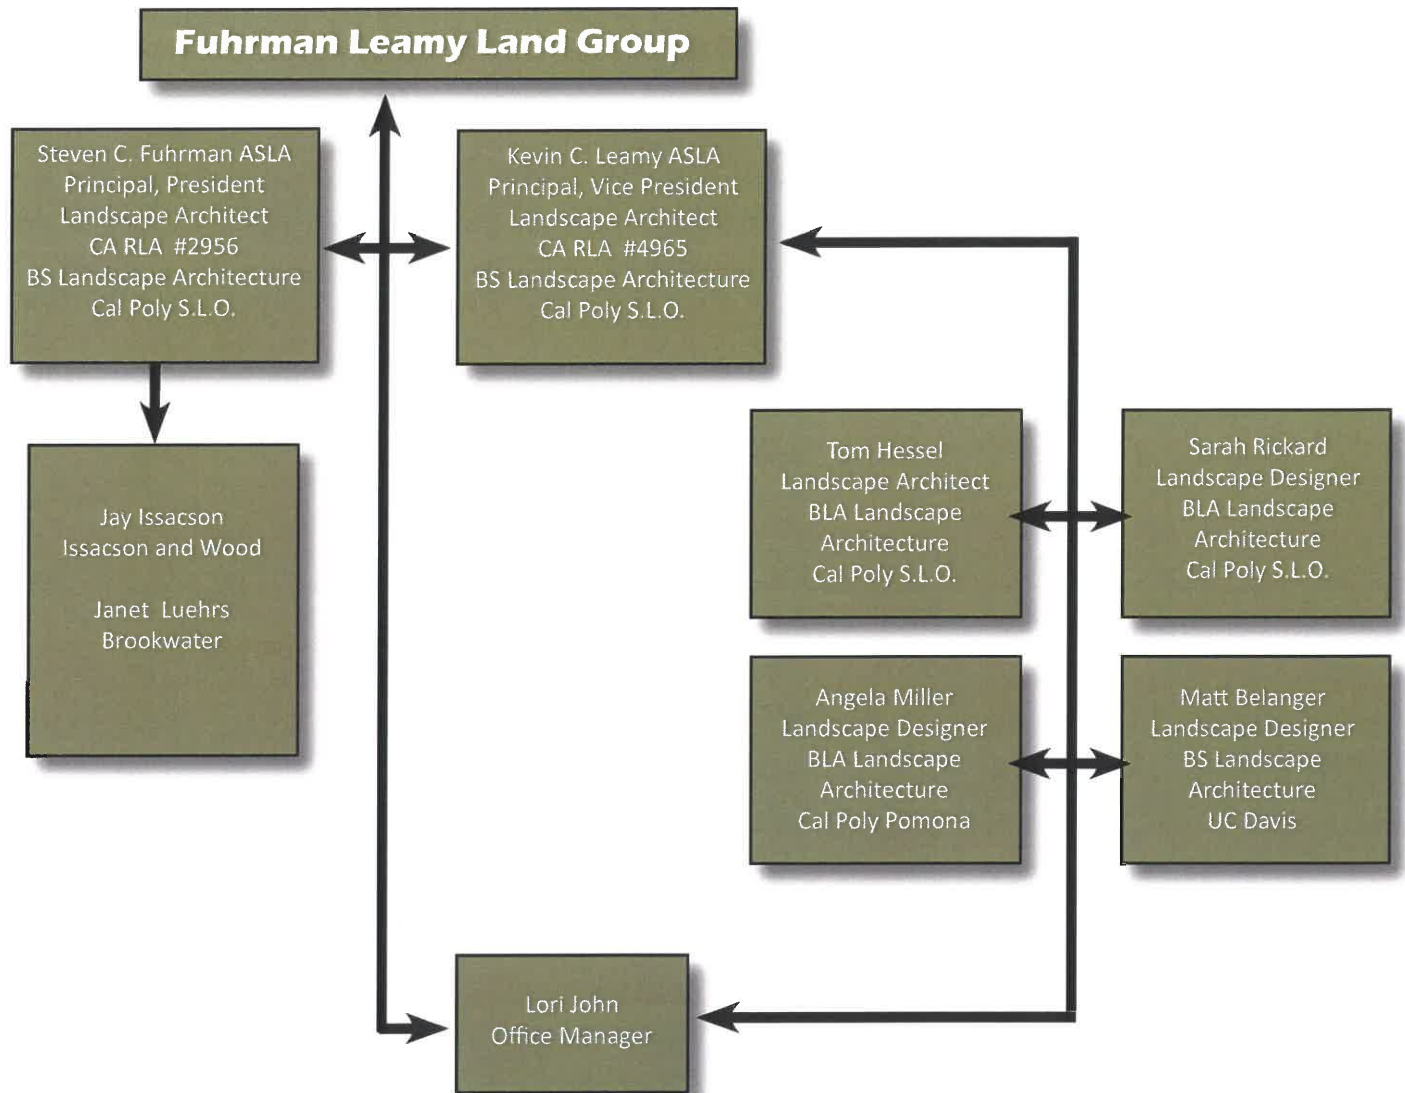 Fuhrman Leamy Land Group
Steven C. Fuhrman ASLA
Principal, President
Landscape Architect
CA RLA #2956
BS Landscape Architecture
Cal Poly S.L.O.
Kevin C. Leamy ASLA
Principal, Vice President
Landscape Architect
CA RLA #4965
BS Landscape Architecture
Cal Poly S.L.O.
Jay Issacson
Issacson and Wood
Janet Luehrs
Brookwater
Tom Hessel
Landscape Architect
BLA Landscape
Architecture
Cal Poly S.L.O.
Sarah Rickard
Landscape Designer
BLA Landscape
Architecture
Cal Poly S.L.O.
Angela Miller
Landscape Designer
BLA Landscape
Architecture
Cal Poly Pomona
Matt Belanger
Landscape Designer
BS Landscape
Architecture
UC Davis
Lori John
Office Manager